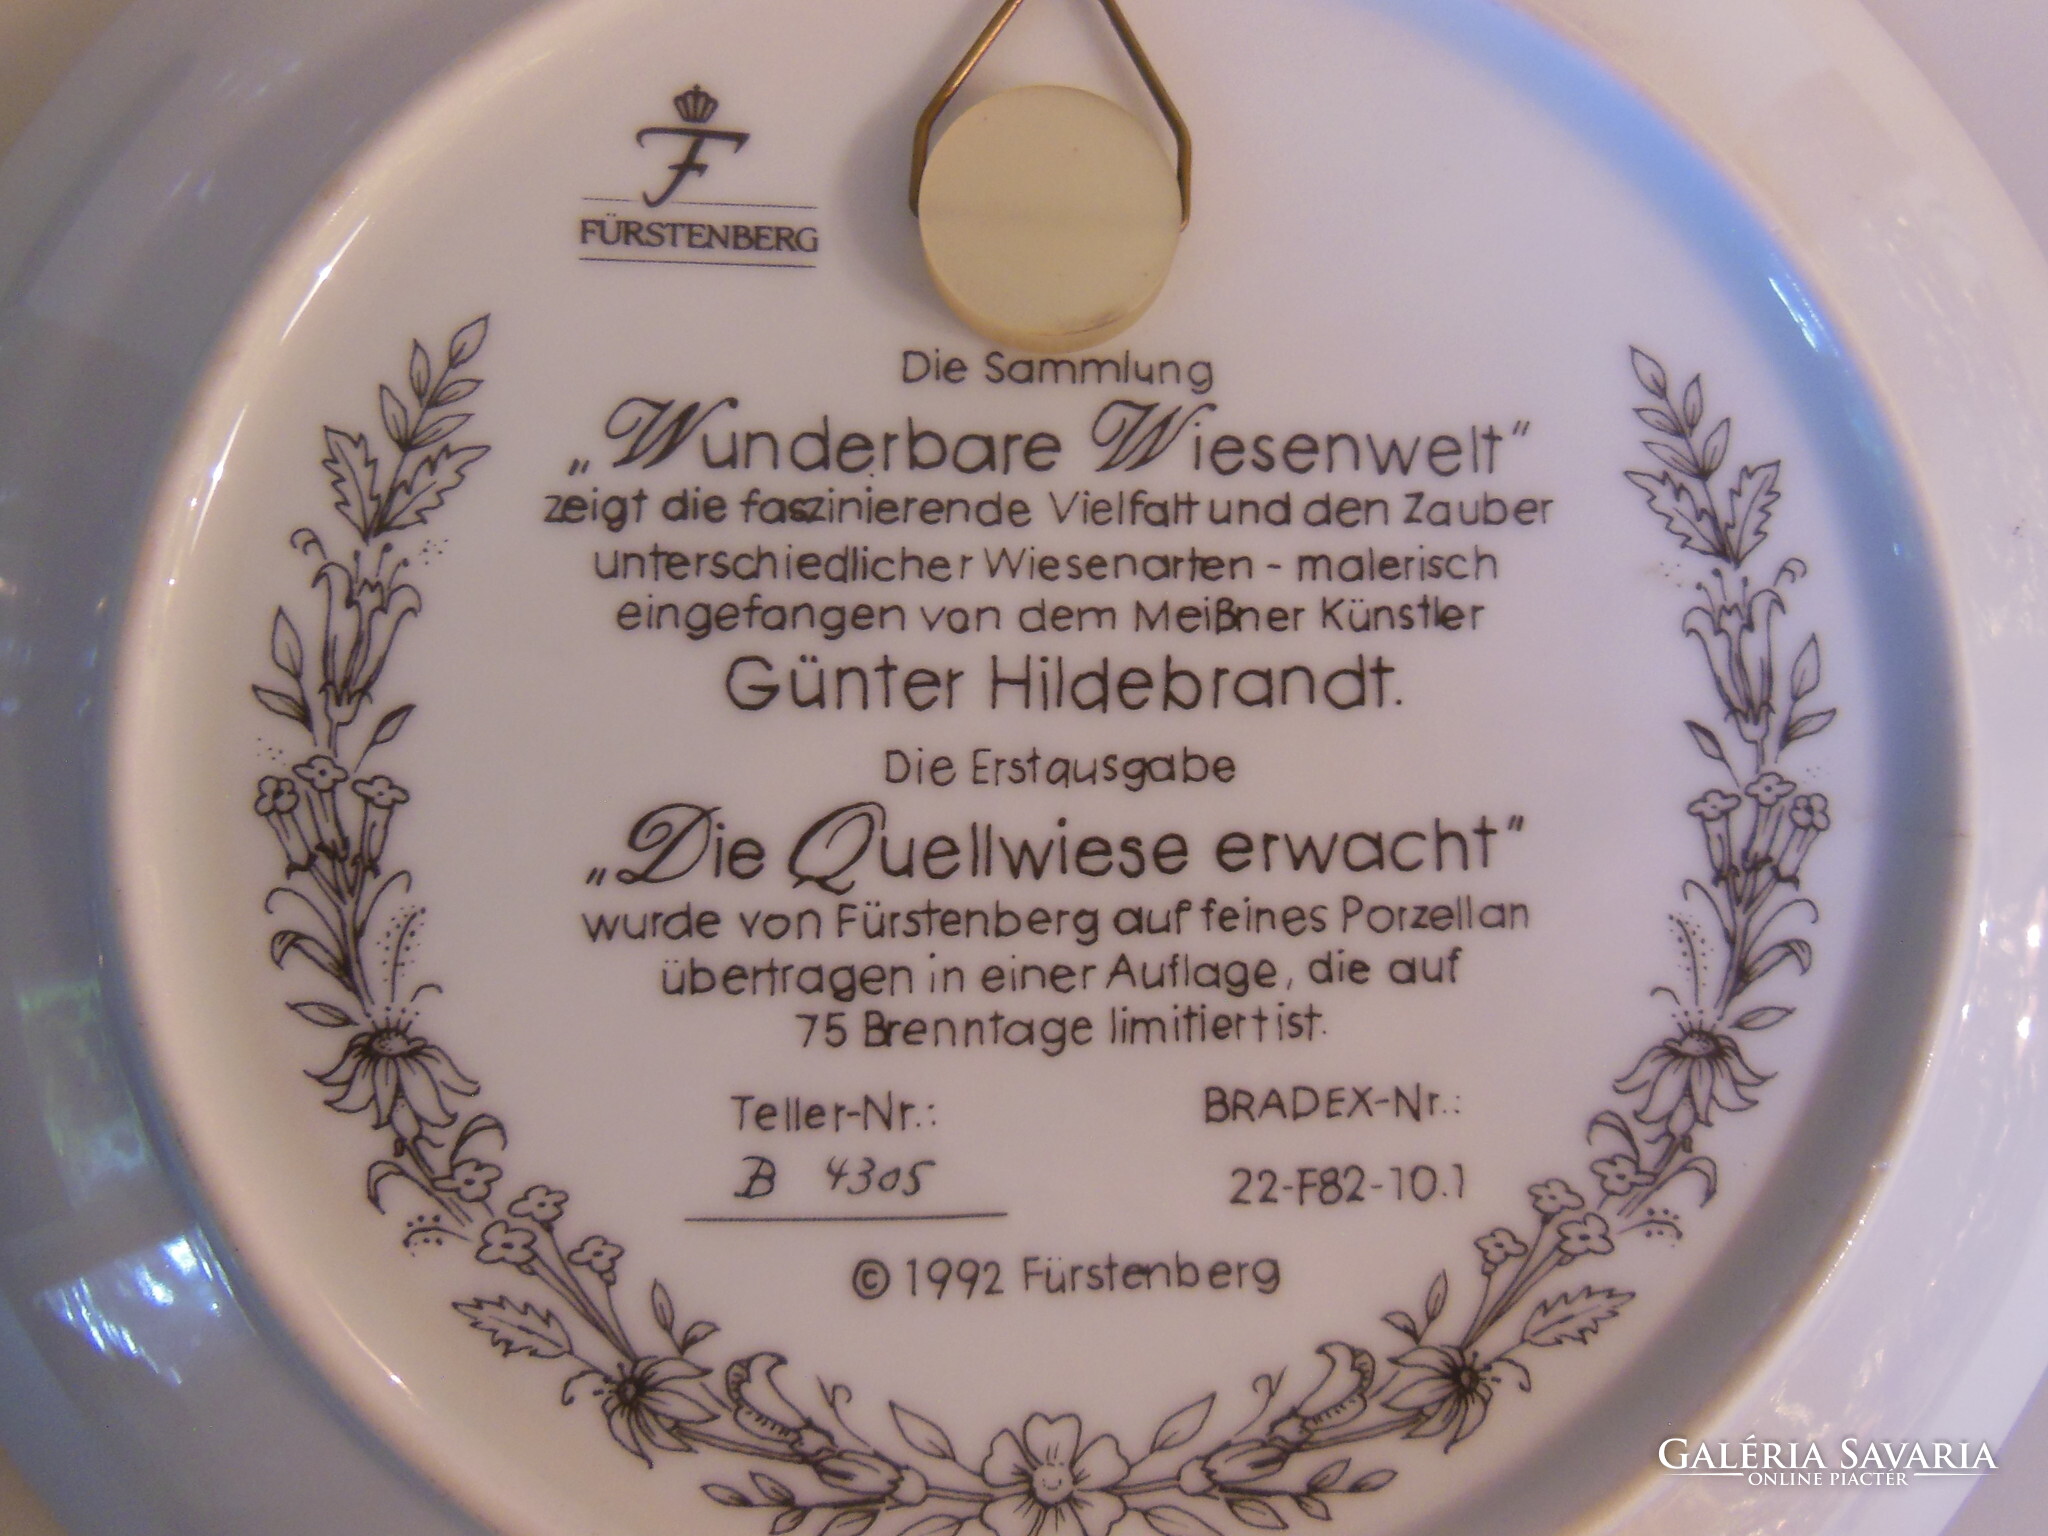 F
FÜRSTENBERG
Die Sammlung
„Wunderbare Wiesenwelt“
zeigt die faszinierende Vielfalt und den Zauber
unterschiedlicher Wiesenarten - malerisch
eingefangen von dem Meißner Künstler
Günter Hildebrandt.
Die Erstausgabe
„Die Quellwiese erwacht“
wurde von Fürstenberg auf feines Porzellan
übertragen in einer Auflage, die auf
75 Brenntage limitiert ist.
Teller-Nr.:
B 4305
BRADEX-Nr.:
22-F82-10.1
© 1992 Fürstenberg
GALÉRIA SAVARIA
ONLINE PIACTÉR